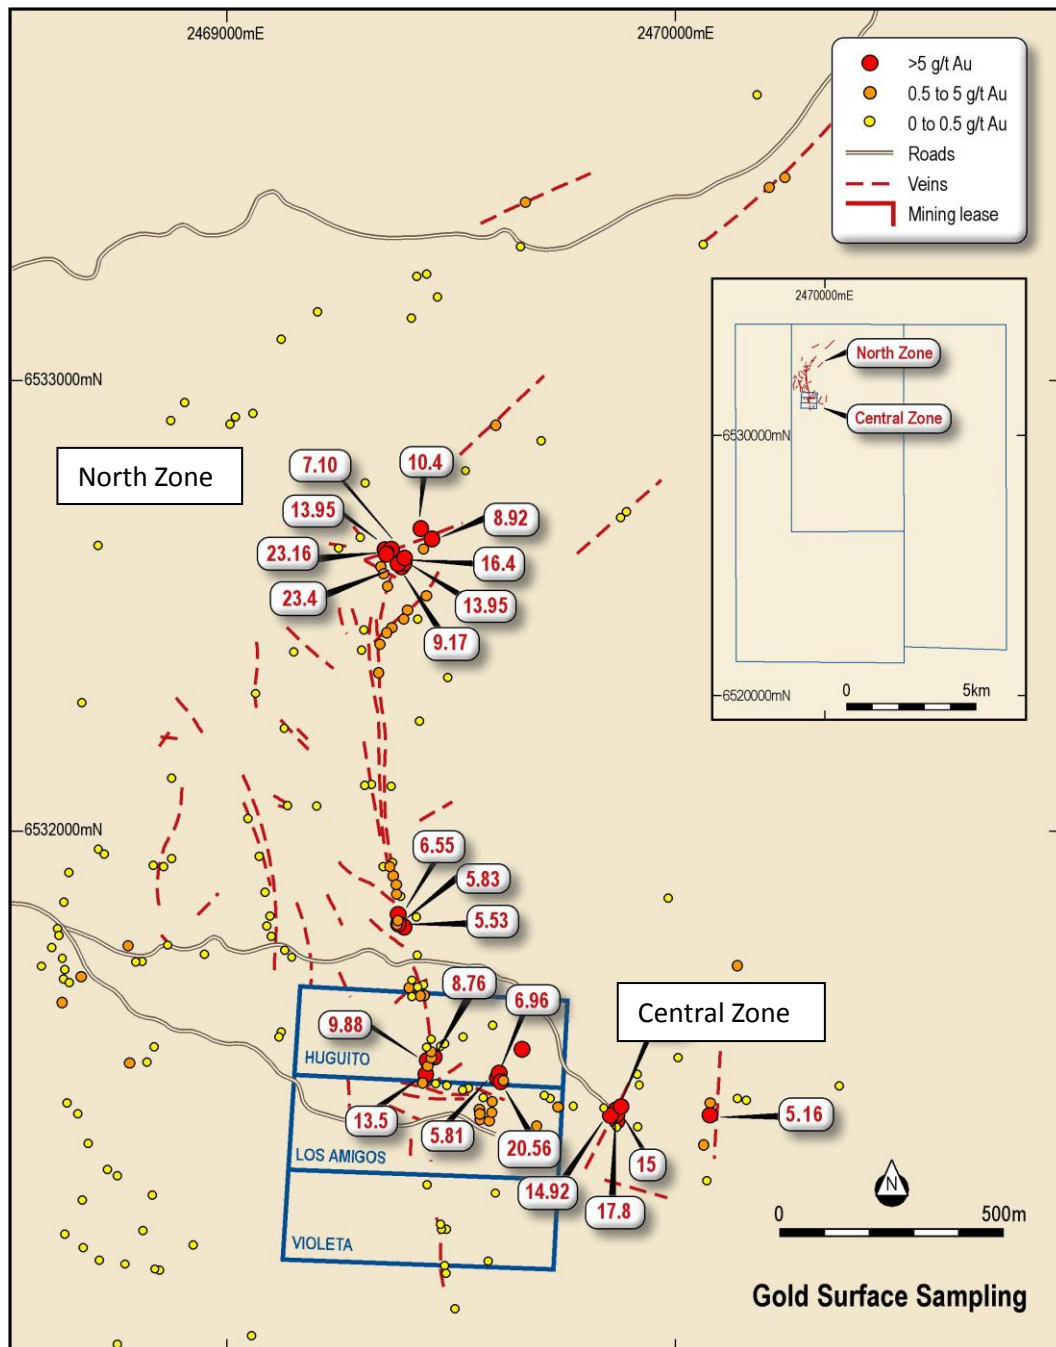 2469000mE
2470000mE
>5 g/t Au
0.5 to 5 g/t Au
0 to 0.5 g/t Au
Roads
Veins
Mining lease
2470000mE
North Zone
Central Zone
6530000mN
6520000mN
0
5km
6533000mN
North Zone
7.10
10.4
13.95
8.92
23.16
16.4
23.4
13.95
9.17
6532000mN
6.55
5.83
5.53
8.76
6.96
Central Zone
9.88
HUGUITO
13.5
5.81
20.56
5.16
LOS AMIGOS
15
14.92
17.8
VIOLETA
N
0
500m
Gold Surface Sampling